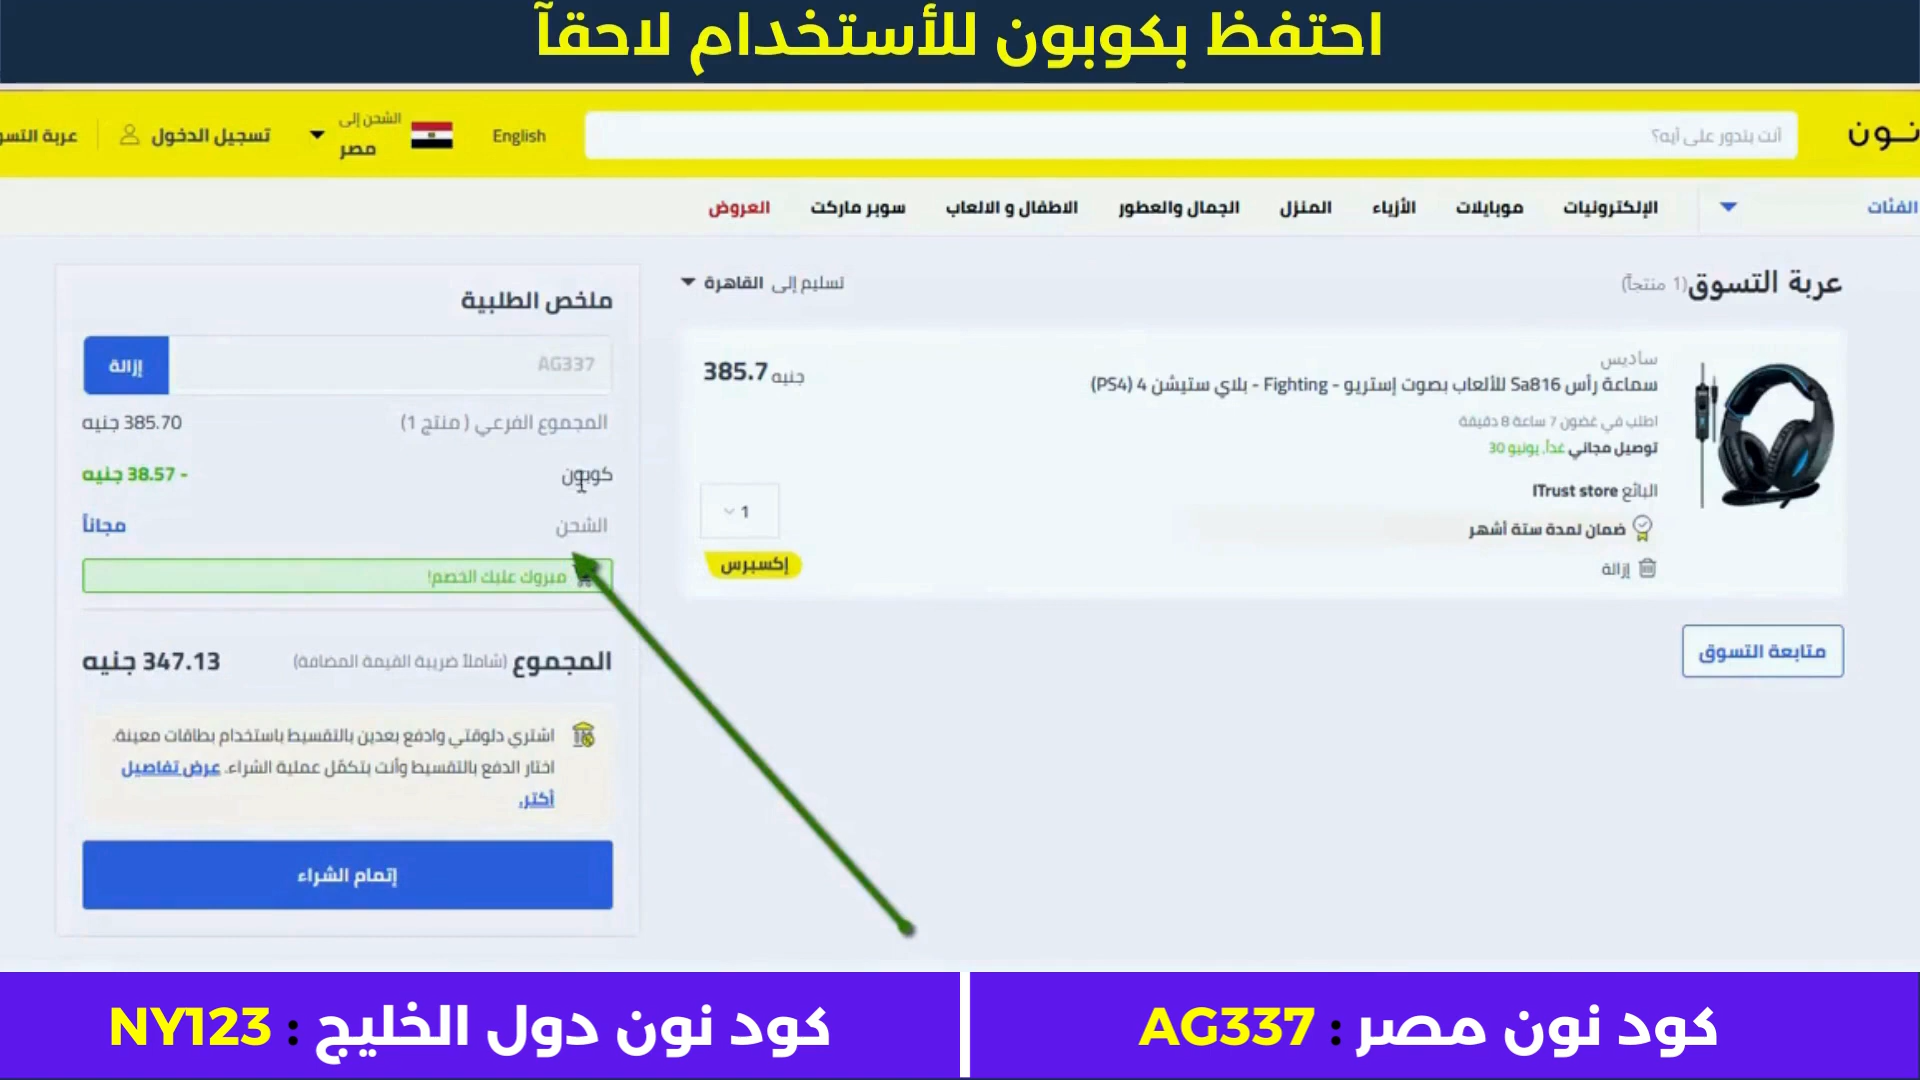 احتفظ بكوبون للأستخدام لاحقآ
نون
أنت بتدور على أيه؟
English
الشحن إلى
مصر
تسجيل الدخول
عربة
الفئات
الإلكترونيات
موبايلات
الأزياء
المنزل
الجمال والعطور
الاطفال و الالعاب
سوبر ماركت
العروض
عربة التسوق (1 منتجاً)
تسليم إلى القاهرة
ساديس
سماعة رأس Sa816 للألعاب بصوت إستريو - Fighting - بلاي ستيشن 4 (PS4)
جنيه 385.7
اطلب في غضون 7 ساعة 8 دقيقة
توصيل مجاني غداً, يونيو 30
البائع ITrust store
ضمان لمدة ستة أشهر
إزالة
1
إكسبرس
متابعة التسوق
ملخص الطلبية
AG337
إزالة
المجموع الفرعي ( منتج 1)
385.70 جنيه
كوبون
- 38.57 جنيه
الشحن
مجاناً
مبروك عليك الخصم!
المجموع (شاملاً ضريبة القيمة المضافة)
347.13 جنيه
اشتري دلوقتي وادفع بعدين بالتقسيط باستخدام بطاقات معينة.
اختار الدفع بالتقسيط وأنت بتكمّل عملية الشراء. عرض تفاصيل
أكتر.
إتمام الشراء
كود نون مصر : AG337
كود نون دول الخليج : NY123